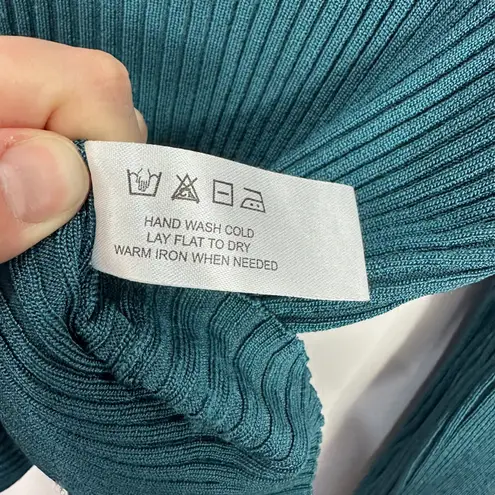 HAND WASH COLD
LAY FLAT TO DRY
WARM IRON WHEN NEEDED